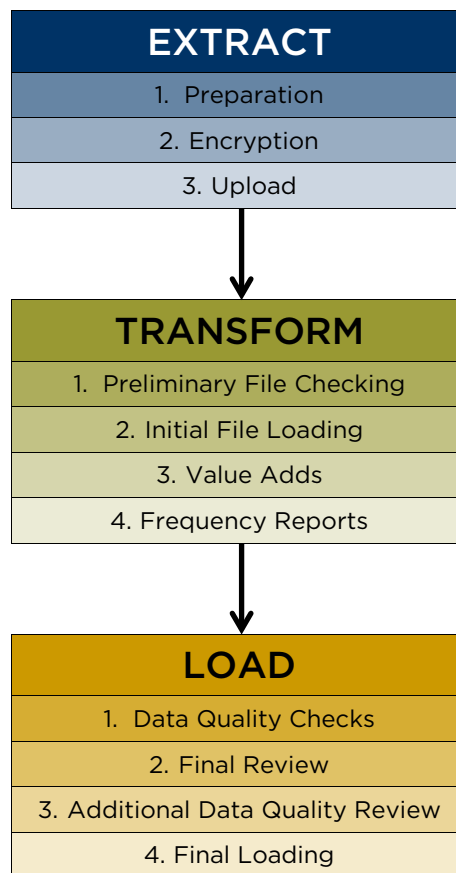 EXTRACT
1. Preparation
2. Encryption
3. Upload
TRANSFORM
1. Preliminary File Checking
2. Initial File Loading
3. Value Adds
4. Frequency Reports
LOAD
1. Data Quality Checks
2. Final Review
3. Additional Data Quality Review
4. Final Loading